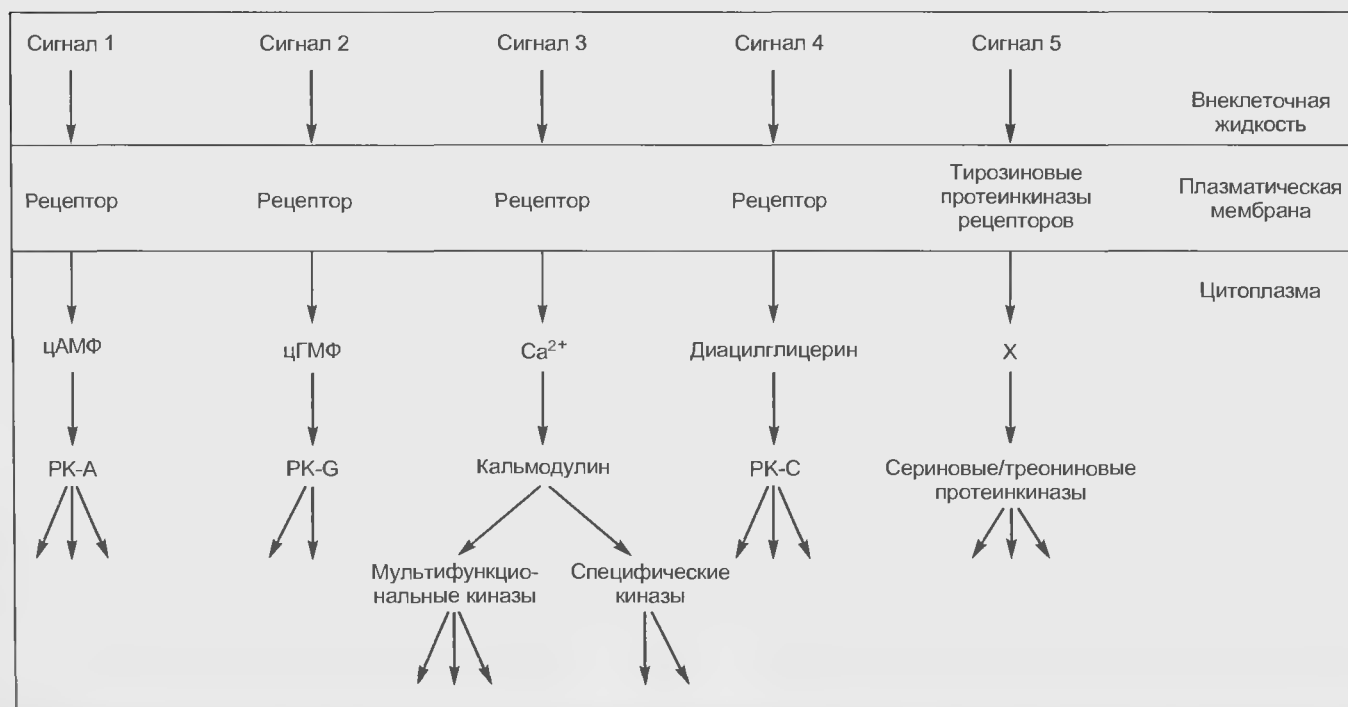 Сигнал 1 Сигнал 2 Сигнал 3 Сигнал 4 Сигнал 5
Внеклеточная
жидкость
Рецептор Рецептор Рецептор Рецептор
Тирозиновые
протеинкиназы
рецепторов
Плазматическая
мембрана
Цитоплазма
цАМФ цГМФ Ca²⁺ Диацилглицерин X
PK-A PK-G Кальмодулин PK-C
Сериновые/треониновые
протеинкиназы
Мультифункцио-
нальные киназы
Специфические
киназы